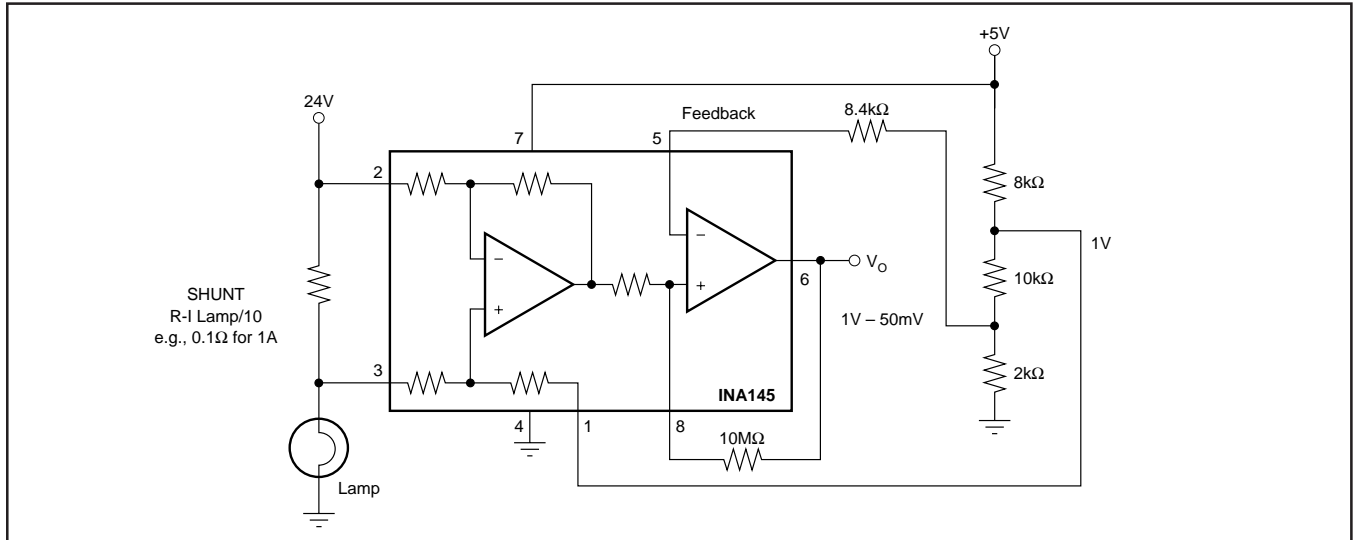 +5V
24V
Feedback
8.4kΩ
7
5
2
8kΩ
−
−
1V
V_O
6
+
10kΩ
SHUNT
R-I Lamp/10
e.g., 0.1Ω for 1A
+
1V – 50mV
3
INA145
2kΩ
4
1
8
10MΩ
Lamp